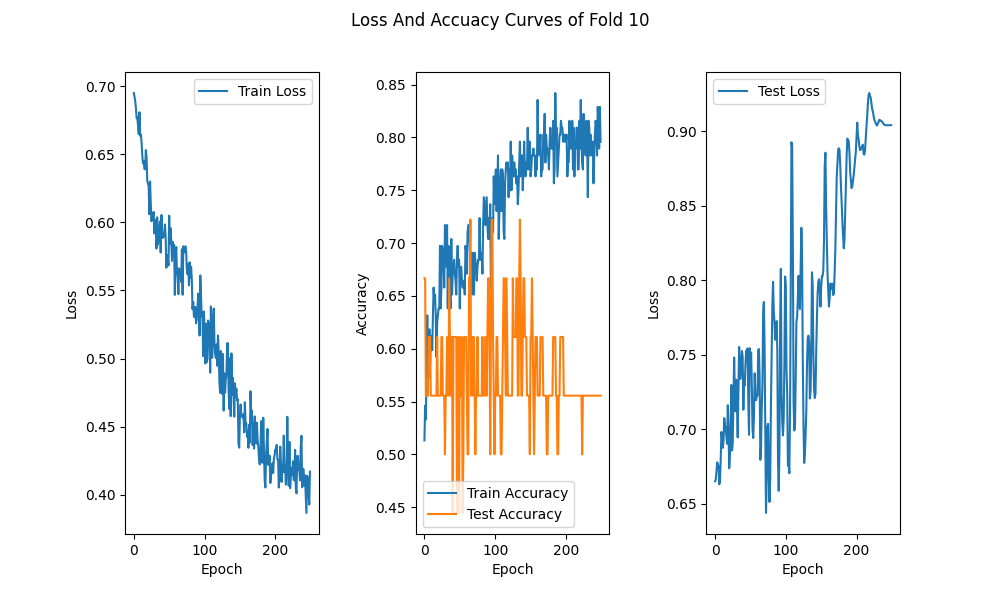 Loss And Accuacy Curves of Fold 10
Loss
0.70
0.65
0.60
0.55
0.50
0.45
0.40
Train Loss
0 100 200
Epoch
Accuracy
0.85
0.80
0.75
0.70
0.65
0.60
0.55
0.50
0.45
Train Accuracy
Test Accuracy
0 100 200
Epoch
Loss
0.90
0.85
0.80
0.75
0.70
0.65
Test Loss
0 100 200
Epoch